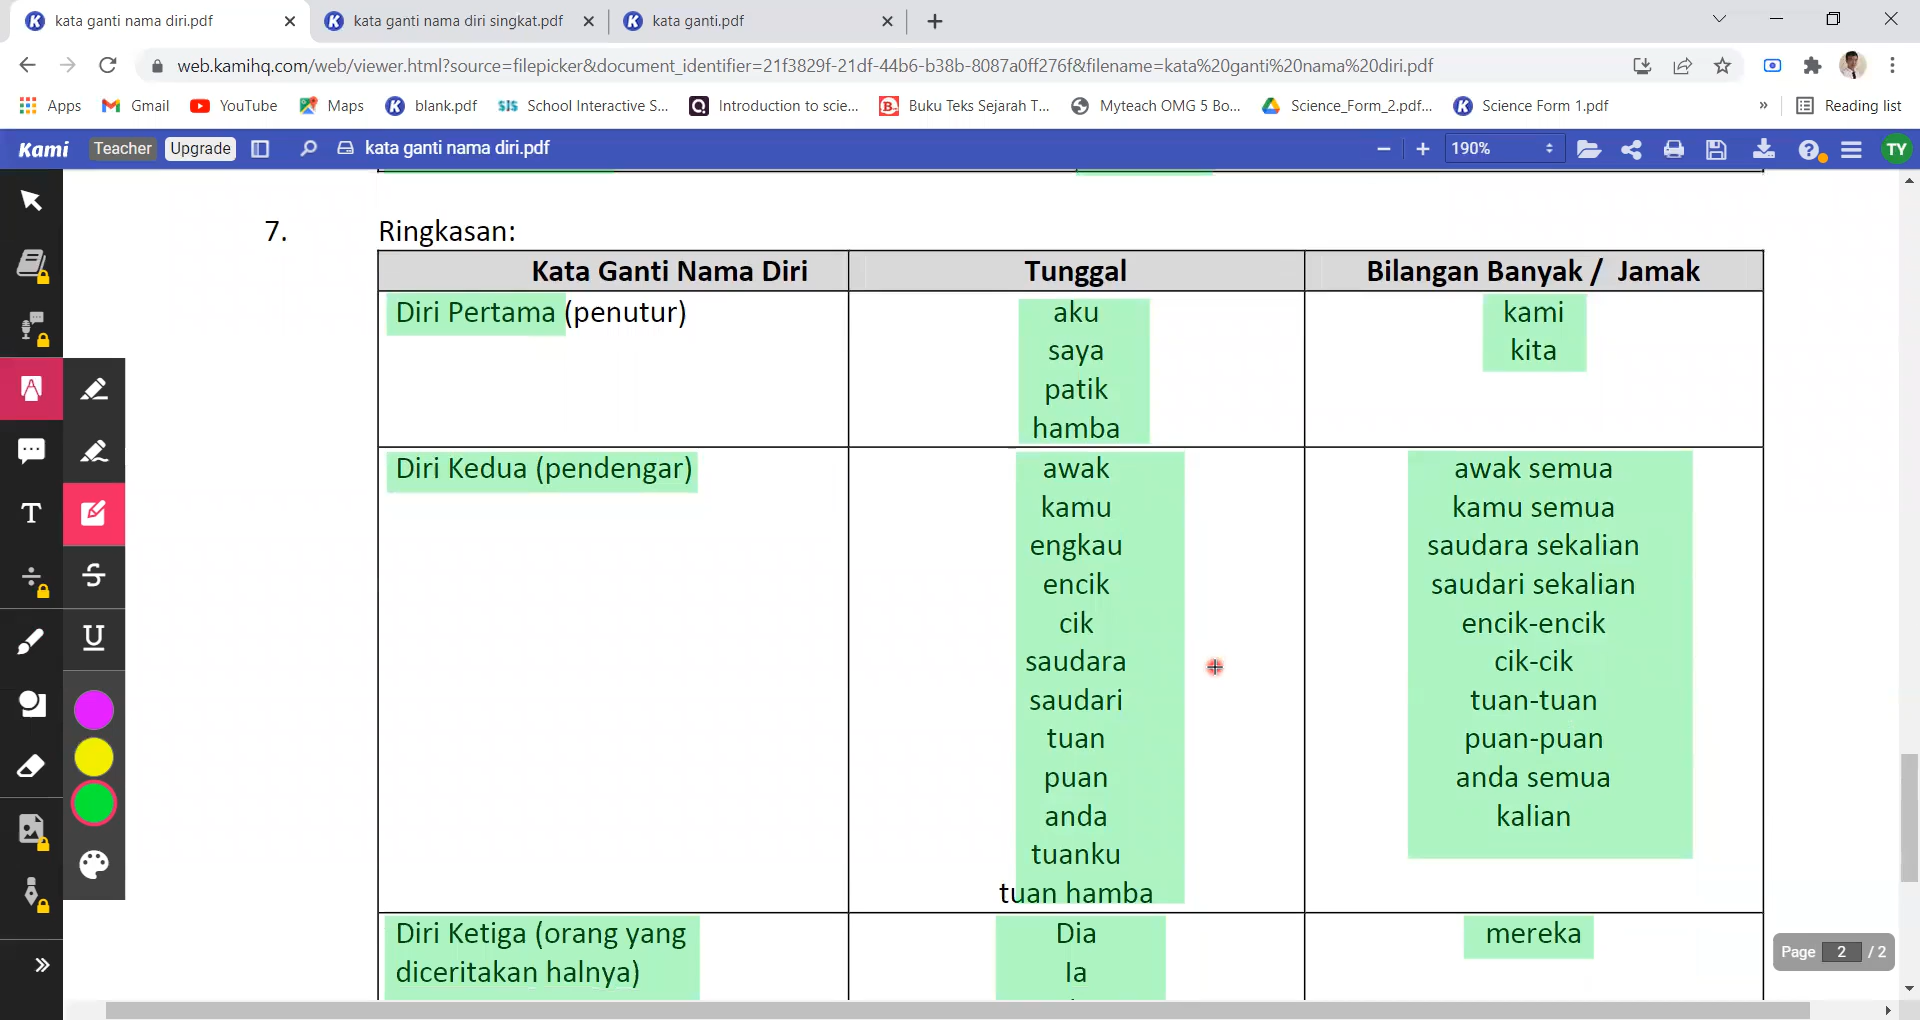 kata ganti nama diri.pdf
kata ganti nama diri singkat.pdf
kata ganti.pdf
web.kamihq.com/web/viewer.html?source=filepicker&document_identifier=21f3829f-21df-44b6-b38b-8087a0ff276f&filename=kata%20ganti%20nama%20diri.pdf
Apps Gmail YouTube Maps blank.pdf School Interactive S... Introduction to scie... Buku Teks Sejarah T... Myteach OMG 5 Bo... Science_Form_2.pdf... Science Form 1.pdf » Reading list
Kami Teacher Upgrade kata ganti nama diri.pdf 190% TY
7. Ringkasan:
Kata Ganti Nama Diri Tunggal Bilangan Banyak / Jamak
Diri Pertama (penutur) aku kami
saya kita
patik
hamba
Diri Kedua (pendengar) awak awak semua
kamu kamu semua
engkau saudara sekalian
encik saudari sekalian
cik encik-encik
saudara cik-cik
saudari tuan-tuan
tuan puan-puan
puan anda semua
anda kalian
tuanku
tuan hamba
Diri Ketiga (orang yang Dia mereka
diceritakan halnya) Ia
Page 2 / 2